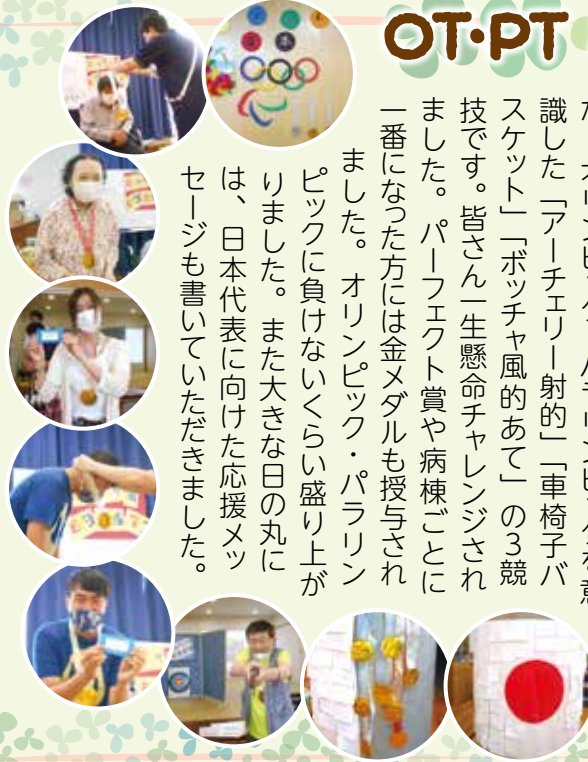 OT・PT
識した「アーチェリー射的」「車椅子バ
スケット」「ボッチャ風的あて」の３競
技です。皆さん一生懸命チャレンジされ
ました。パーフェクト賞や病棟ごとに
一番になった方には金メダルも授与され
ました。オリンピック・パラリン
ピックに負けないくらい盛り上が
りました。また大きな日の丸に
は、日本代表に向けた応援メッ
セージも書いていただきました。